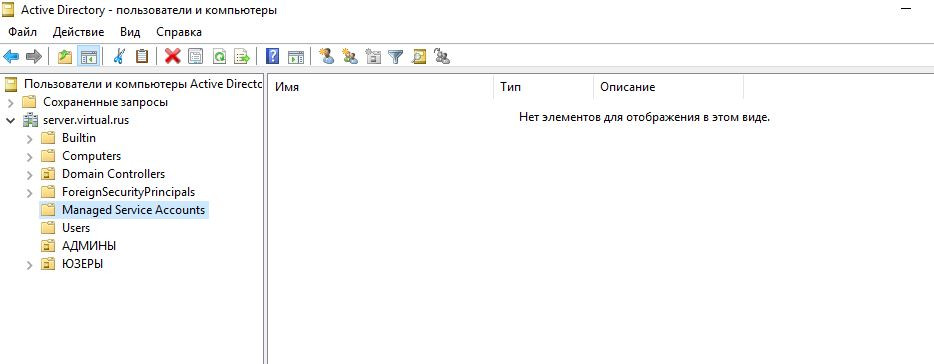 Active Directory - пользователи и компьютеры
Файл Действие Вид Справка
Пользователи и компьютеры Active Directo
Сохраненные запросы
server.virtual.rus
Builtin
Computers
Domain Controllers
ForeignSecurityPrincipals
Managed Service Accounts
Users
АДМИНЫ
ЮЗЕРЫ
Имя Тип Описание
Нет элементов для отображения в этом виде.